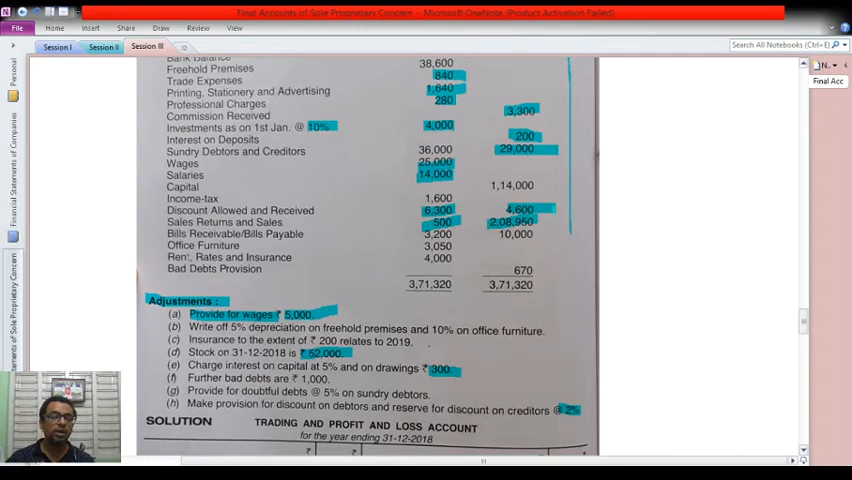 Final Accounts of Sole Proprietary Concern - Microsoft OneNote (Product Activation Failed)
File Home Insert Share Draw Review View
Session I Session II Session III Search All Notebooks (Ctrl+E)
Personal
Financial Statements of Companies
of Sole Proprietary Concern
N..
Final Acc
Bank Balance
Freehold Premises 38,600
Trade Expenses 840
Printing, Stationery and Advertising 1,640
Professional Charges 280
Commission Received 3,300
Investments as on 1st Jan. @ 10% 4,000
Interest on Deposits 200
Sundry Debtors and Creditors 36,000 29,000
Wages 25,000
Salaries 14,000
Capital 1,14,000
Income-tax 1,600
Discount Allowed and Received 6,300 4,600
Sales Returns and Sales 500 2,08,950
Bills Receivable/Bills Payable 3,200 10,000
Office Furniture 3,050
Rent, Rates and Insurance 4,000
Bad Debts Provision 670
3,71,320 3,71,320
Adjustments :
(a) Provide for wages ₹ 5,000.
(b) Write off 5% depreciation on freehold premises and 10% on office furniture.
(c) Insurance to the extent of ₹ 200 relates to 2019.
(d) Stock on 31-12-2018 is ₹ 52,000.
(e) Charge interest on capital at 5% and on drawings ₹ 300.
(f) Further bad debts are ₹ 1,000.
(g) Provide for doubtful debts @ 5% on sundry debtors.
(h) Make provision for discount on debtors and reserve for discount on creditors @ 2%
SOLUTION TRADING AND PROFIT AND LOSS ACCOUNT
for the year ending 31-12-2018
₹ ₹